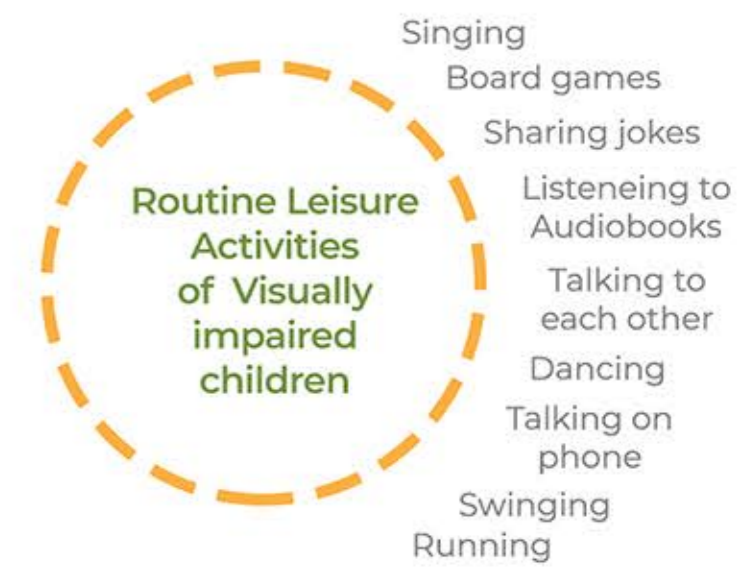 Singing
Board games
Sharing jokes
Routine Leisure
Activities
of Visually
impaired
children
Listeneing to
Audiobooks
Talking to
each other
Dancing
Talking on
phone
Swinging
Running